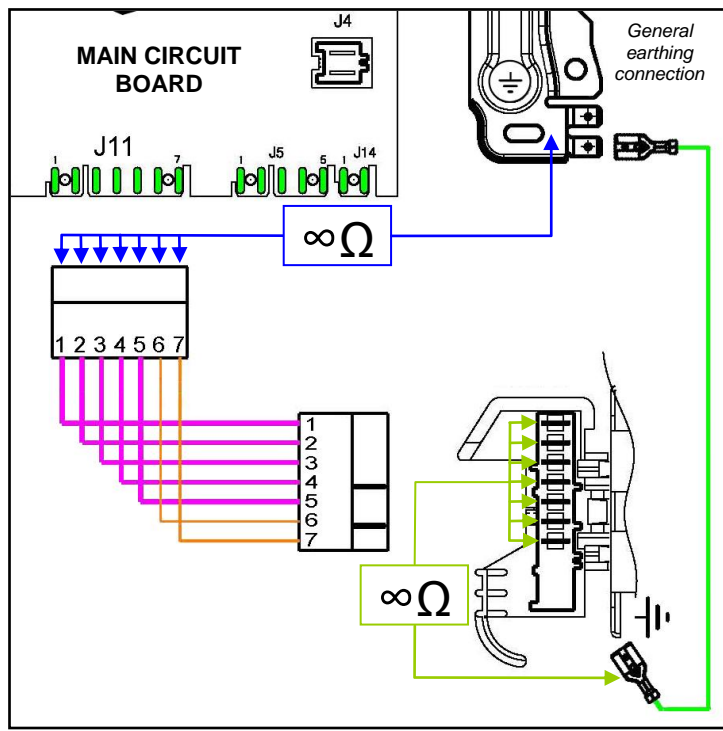 J4
General
earthing
connection
MAIN CIRCUIT
BOARD
J11
1 7
J5
1 5
J14
1
∞Ω
1 2 3 4 5 6 7
1
2
3
4
5
6
7
∞Ω